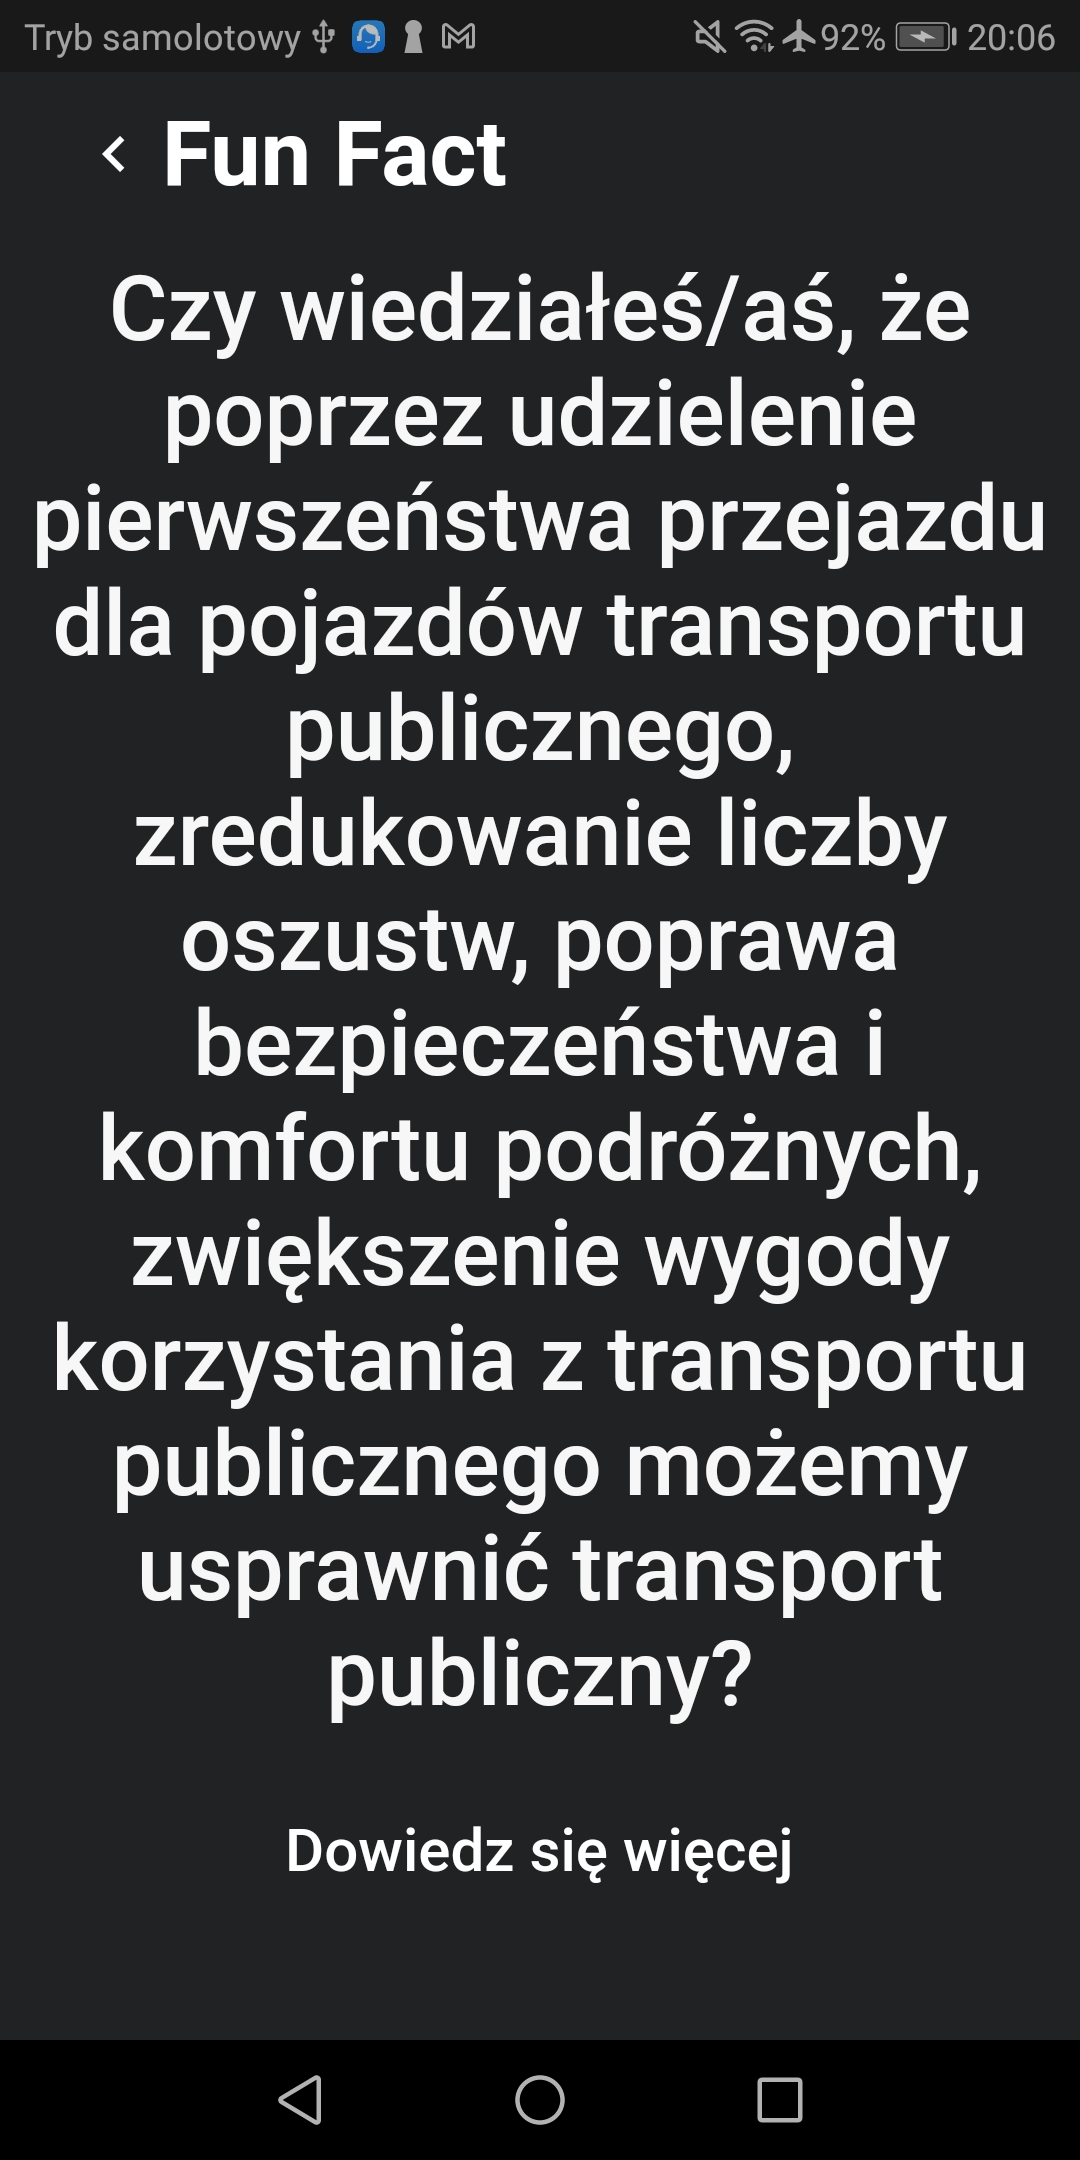 Tryb samolotowy 92% 20:06
Fun Fact
Czy wiedziałeś/aś, że
poprzez udzielenie
pierwszeństwa przejazdu
dla pojazdów transportu
publicznego,
zredukowanie liczby
oszustw, poprawa
bezpieczeństwa i
komfortu podróżnych,
zwiększenie wygody
korzystania z transportu
publicznego możemy
usprawnić transport
publiczny?
Dowiedz się więcej